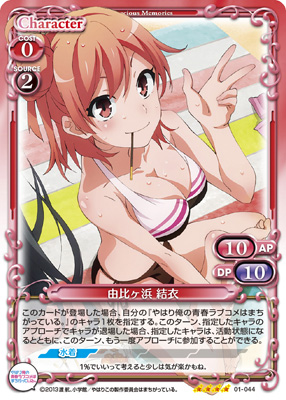 Precious Memories
Character
COST
0
SOURCE
2
10 AP
DP 10
由比ヶ浜 結衣
このカードが登場した場合、自分の『やはり俺の青春ラブコメはま
ちがっている。』のキャラ1枚を指定する。このターン、指定したキャラの
アプローチでキャラが退場した場合、指定したキャラは、活動状態にな
るとともに、このターン、もう一度アプローチに参加することができる。
水着
1%でいいって考えると少しは気が楽かもね。
©2013渡 航、小学館／やはりこの製作委員会はまちがっている。
01-044